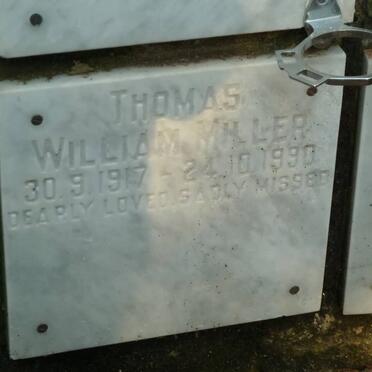 THOMAS
WILLIAM MILLER
30.9.1917 - 24.10.1990
DEARLY LOVED, SADLY MISSED